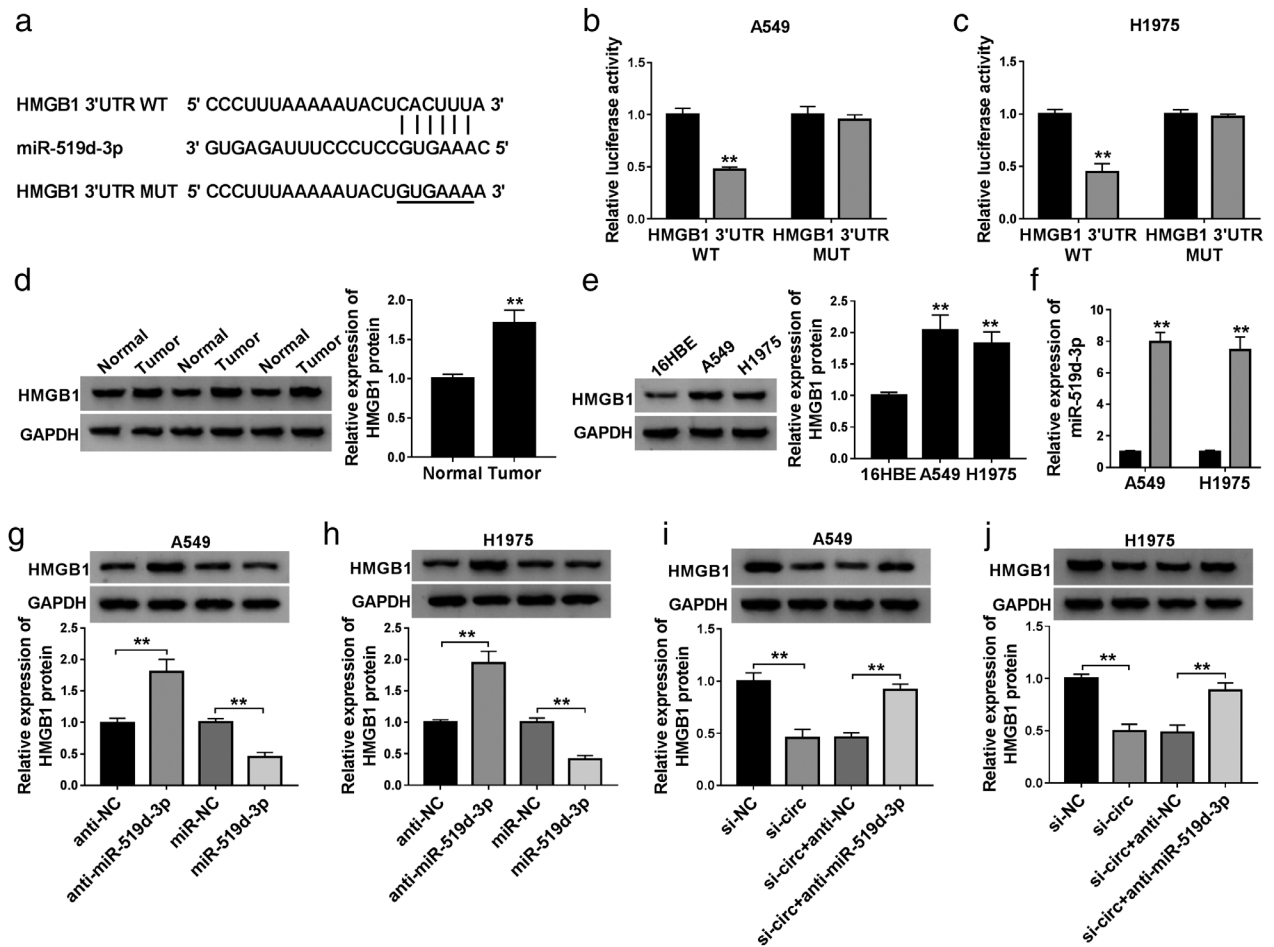 a
HMGB1 3'UTR WT 5' CCCUUUAAAAAUACUCACUUUA 3'
miR-519d-3p 3' GUGAGAUUUCCCUCCGUGAAAC 5'
HMGB1 3'UTR MUT 5' CCCUUUAAAAAUACUGUGAAAA 3'
b
A549
Relative luciferase activity
1.5
1.0
0.5
0.0
**
HMGB1 3'UTR WT
HMGB1 3'UTR MUT
c
H1975
Relative luciferase activity
1.5
1.0
0.5
0.0
**
HMGB1 3'UTR WT
HMGB1 3'UTR MUT
d
Normal Tumor Normal Tumor Normal Tumor
HMGB1
GAPDH
Relative expression of
HMGB1 protein
2.0
1.5
1.0
0.5
0.0
**
Normal Tumor
e
16HBE A549 H1975
HMGB1
GAPDH
Relative expression of
HMGB1 protein
2.5
2.0
1.5
1.0
0.5
0.0
** **
16HBE A549 H1975
f
Relative expression of
miR-519d-3p
10
8
6
4
2
0
** **
A549 H1975
g
A549
HMGB1
GAPDH
Relative expression of
HMGB1 protein
2.5
2.0
1.5
1.0
0.5
0.0
** **
anti-NC
anti-miR-519d-3p
miR-NC
miR-519d-3p
h
H1975
HMGB1
GAPDH
Relative expression of
HMGB1 protein
2.5
2.0
1.5
1.0
0.5
0.0
** **
anti-NC
anti-miR-519d-3p
miR-NC
miR-519d-3p
i
A549
HMGB1
GAPDH
Relative expression of
HMGB1 protein
1.5
1.0
0.5
0.0
** **
si-NC
si-circ
si-circ+anti-NC
si-circ+anti-miR-519d-3p
j
H1975
HMGB1
GAPDH
Relative expression of
HMGB1 protein
1.5
1.0
0.5
0.0
** **
si-NC
si-circ
si-circ+anti-NC
si-circ+anti-miR-519d-3p